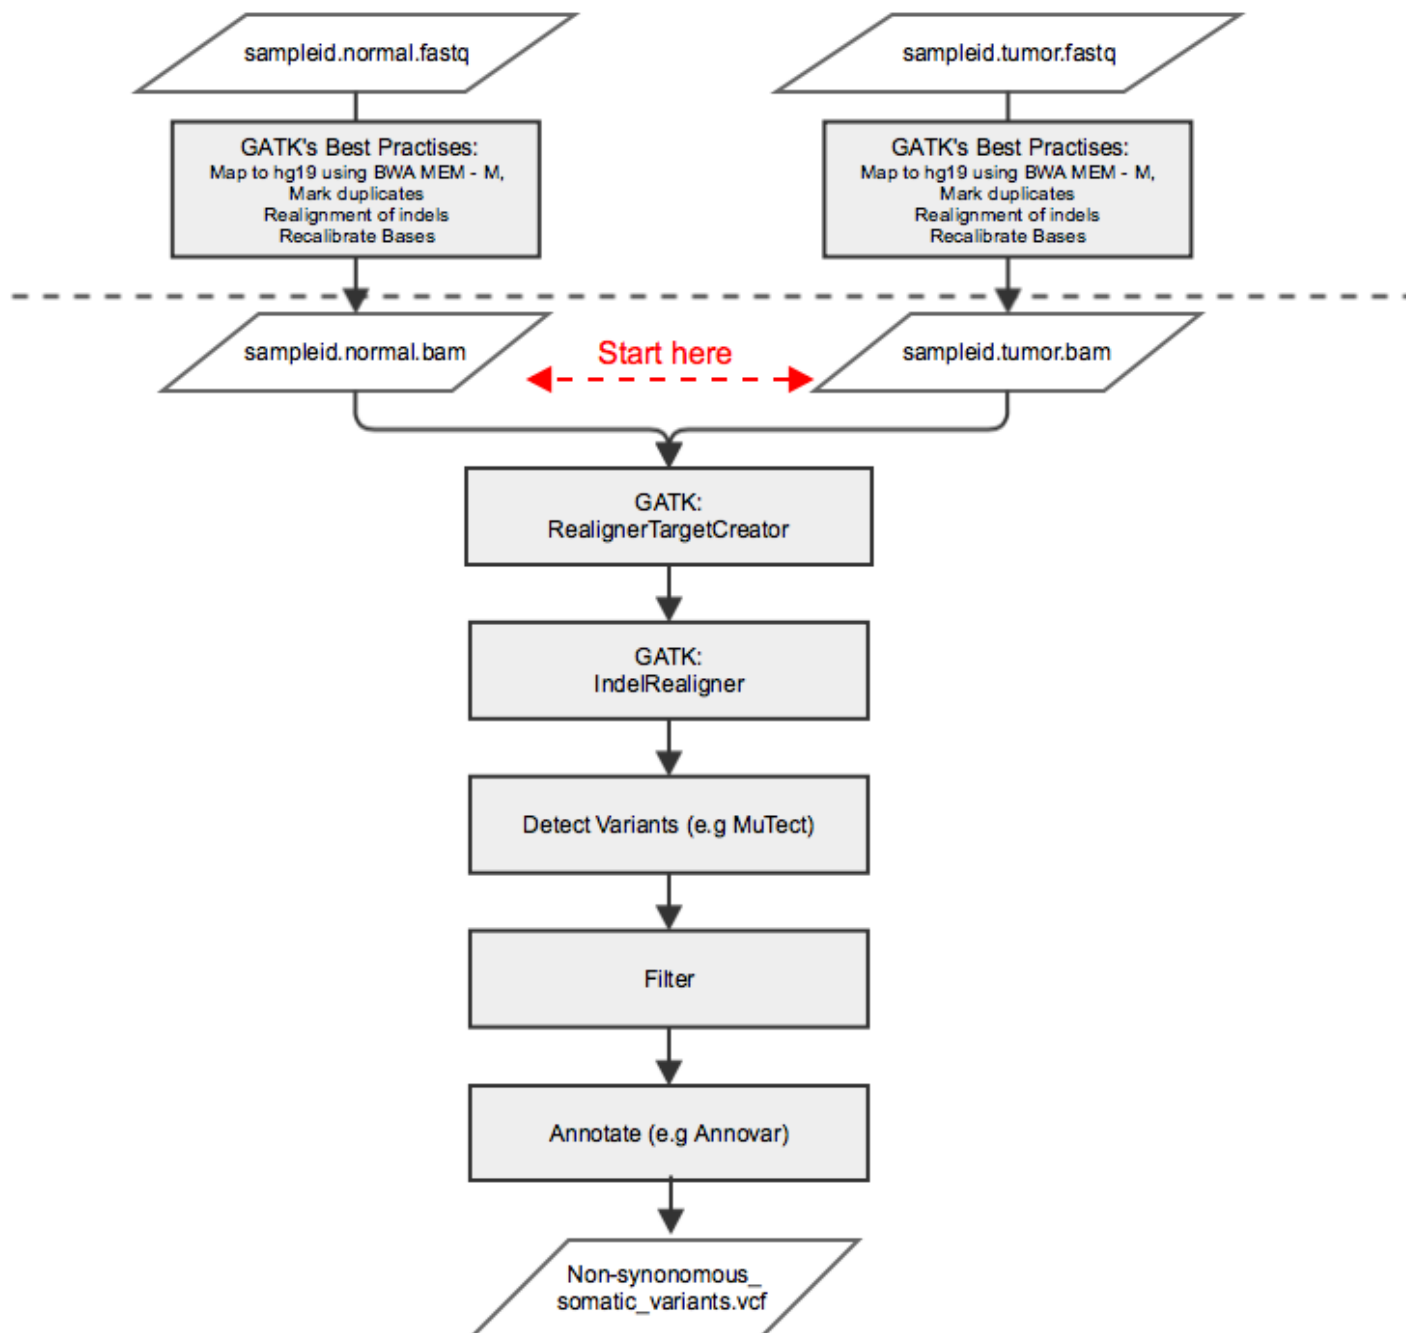 sampleid.normal.fastq
sampleid.tumor.fastq
GATK's Best Practises:
Map to hg19 using BWA MEM - M,
Mark duplicates
Realignment of indels
Recalibrate Bases
GATK's Best Practises:
Map to hg19 using BWA MEM - M,
Mark duplicates
Realignment of indels
Recalibrate Bases
sampleid.normal.bam
Start here
sampleid.tumor.bam
GATK:
RealignerTargetCreator
GATK:
IndelRealigner
Detect Variants (e.g MuTect)
Filter
Annotate (e.g Annovar)
Non-synonomous_
somatic_variants.vcf